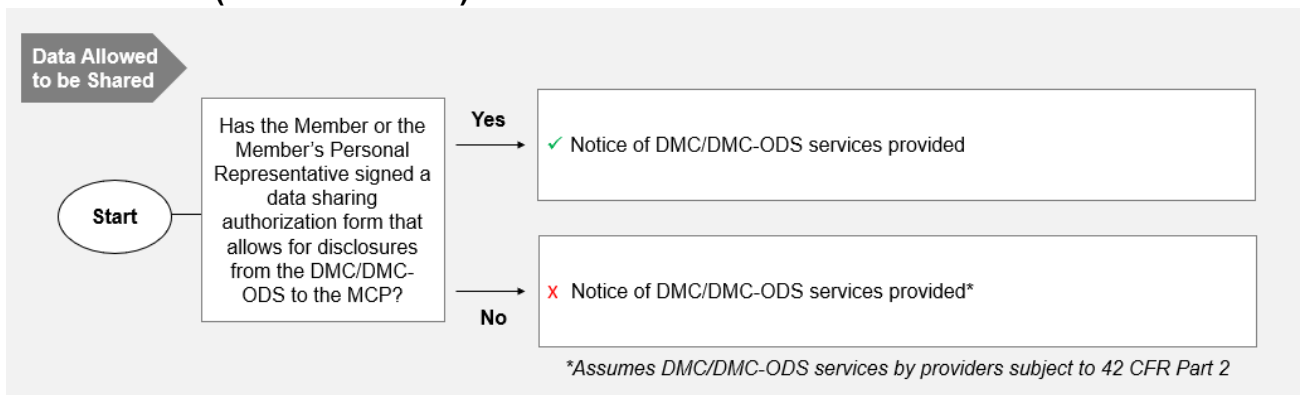 Data Allowed
to be Shared
Start
Has the Member or the
Member's Personal
Representative signed a
data sharing
authorization form that
allows for disclosures
from the DMC/DMC-
ODS to the MCP?
Yes
✓ Notice of DMC/DMC-ODS services provided
No
X Notice of DMC/DMC-ODS services provided*
*Assumes DMC/DMC-ODS services by providers subject to 42 CFR Part 2